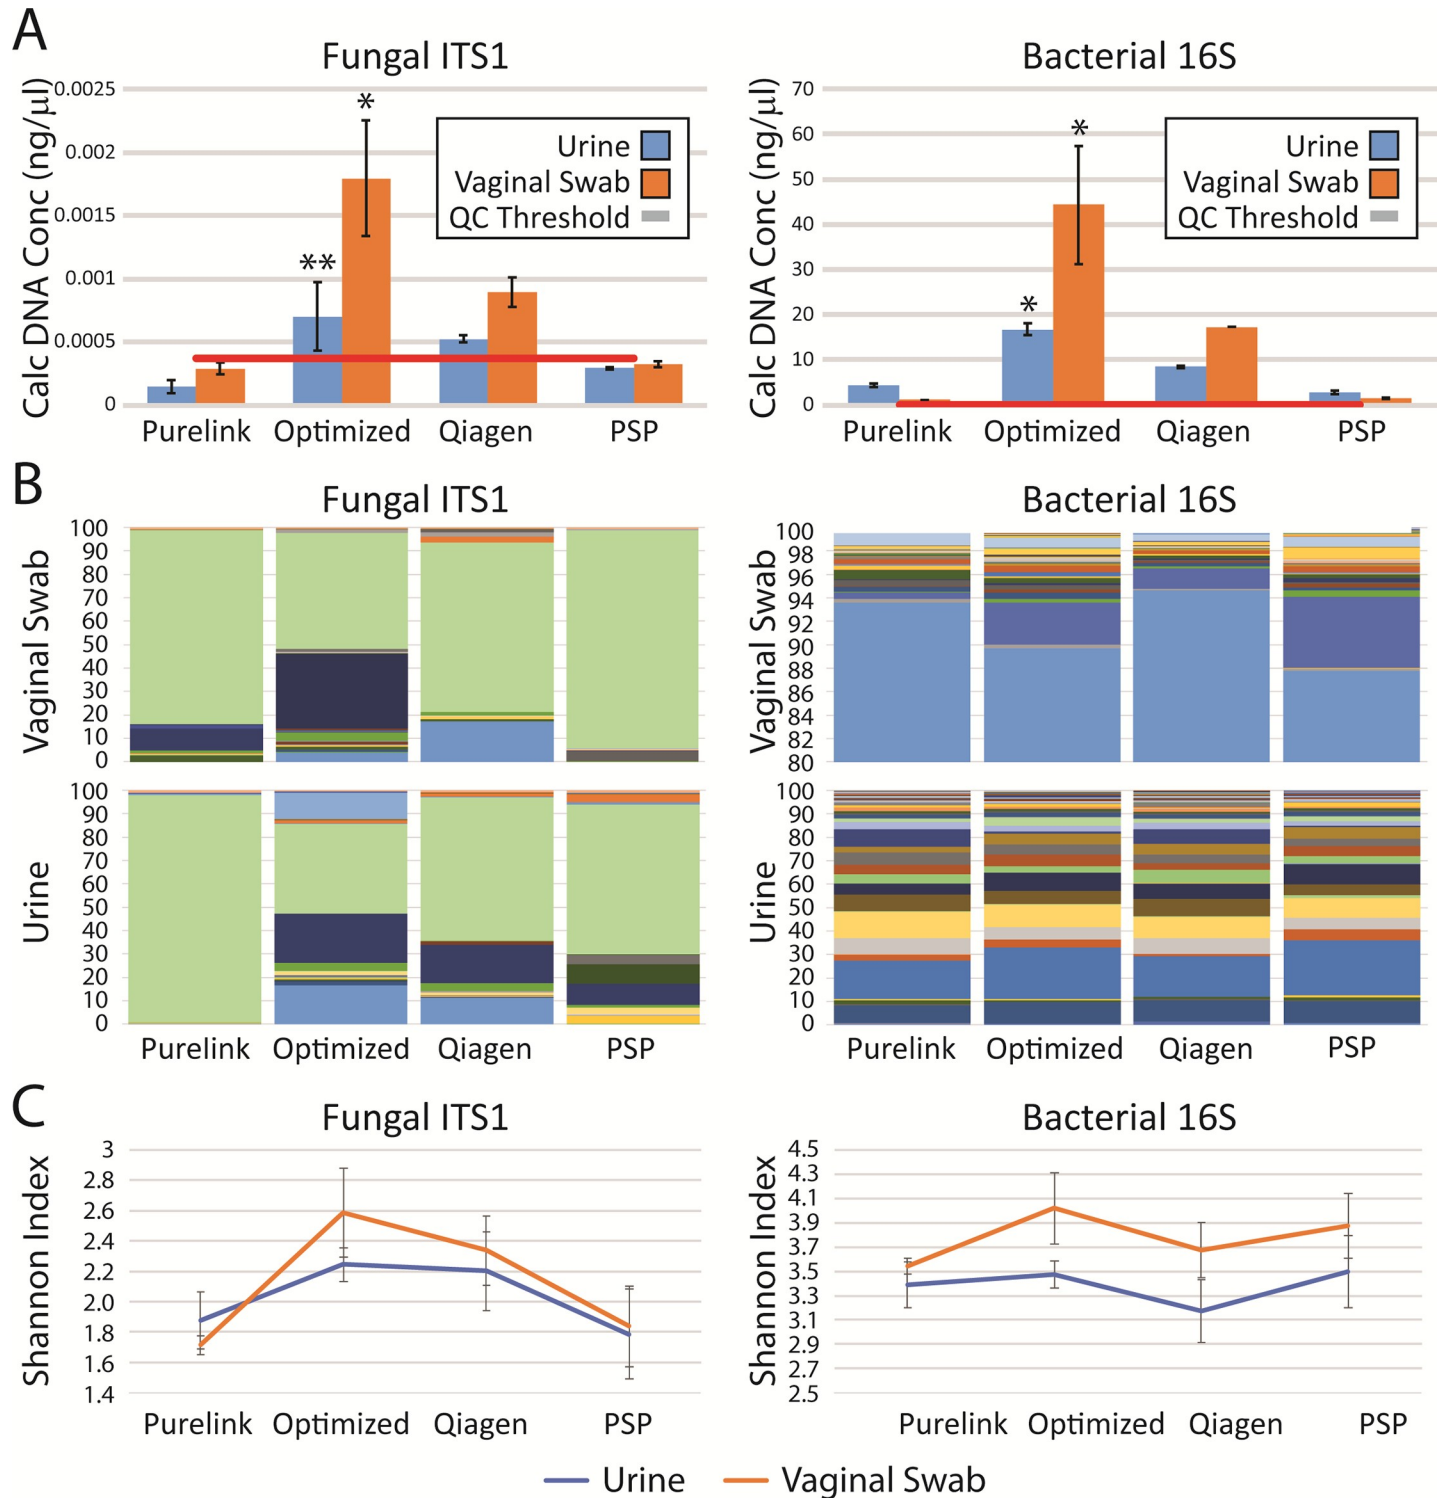 A
Fungal ITS1
Bacterial 16S
Calc DNA Conc (ng/µl)
0.0025
0.002
0.0015
0.001
0.0005
0
*
**
Urine
Vaginal Swab
QC Threshold
Purelink Optimized Qiagen PSP
Calc DNA Conc (ng/µl)
70
60
50
40
30
20
10
0
*
*
Urine
Vaginal Swab
QC Threshold
Purelink Optimized Qiagen PSP
B
Fungal ITS1
Bacterial 16S
Vaginal Swab
100
90
80
70
60
50
40
30
20
10
0
Vaginal Swab
100
98
96
94
92
90
88
86
84
82
80
Urine
100
90
80
70
60
50
40
30
20
10
0
Purelink Optimized Qiagen PSP
Urine
100
90
80
70
60
50
40
30
20
10
0
Purelink Optimized Qiagen PSP
C
Fungal ITS1
Bacterial 16S
Shannon Index
3
2.8
2.6
2.4
2.2
2.0
1.8
1.6
1.4
Purelink Optimized Qiagen PSP
Shannon Index
4.5
4.3
4.1
3.9
3.7
3.5
3.3
3.1
2.9
2.7
2.5
Purelink Optimized Qiagen PSP
Urine Vaginal Swab